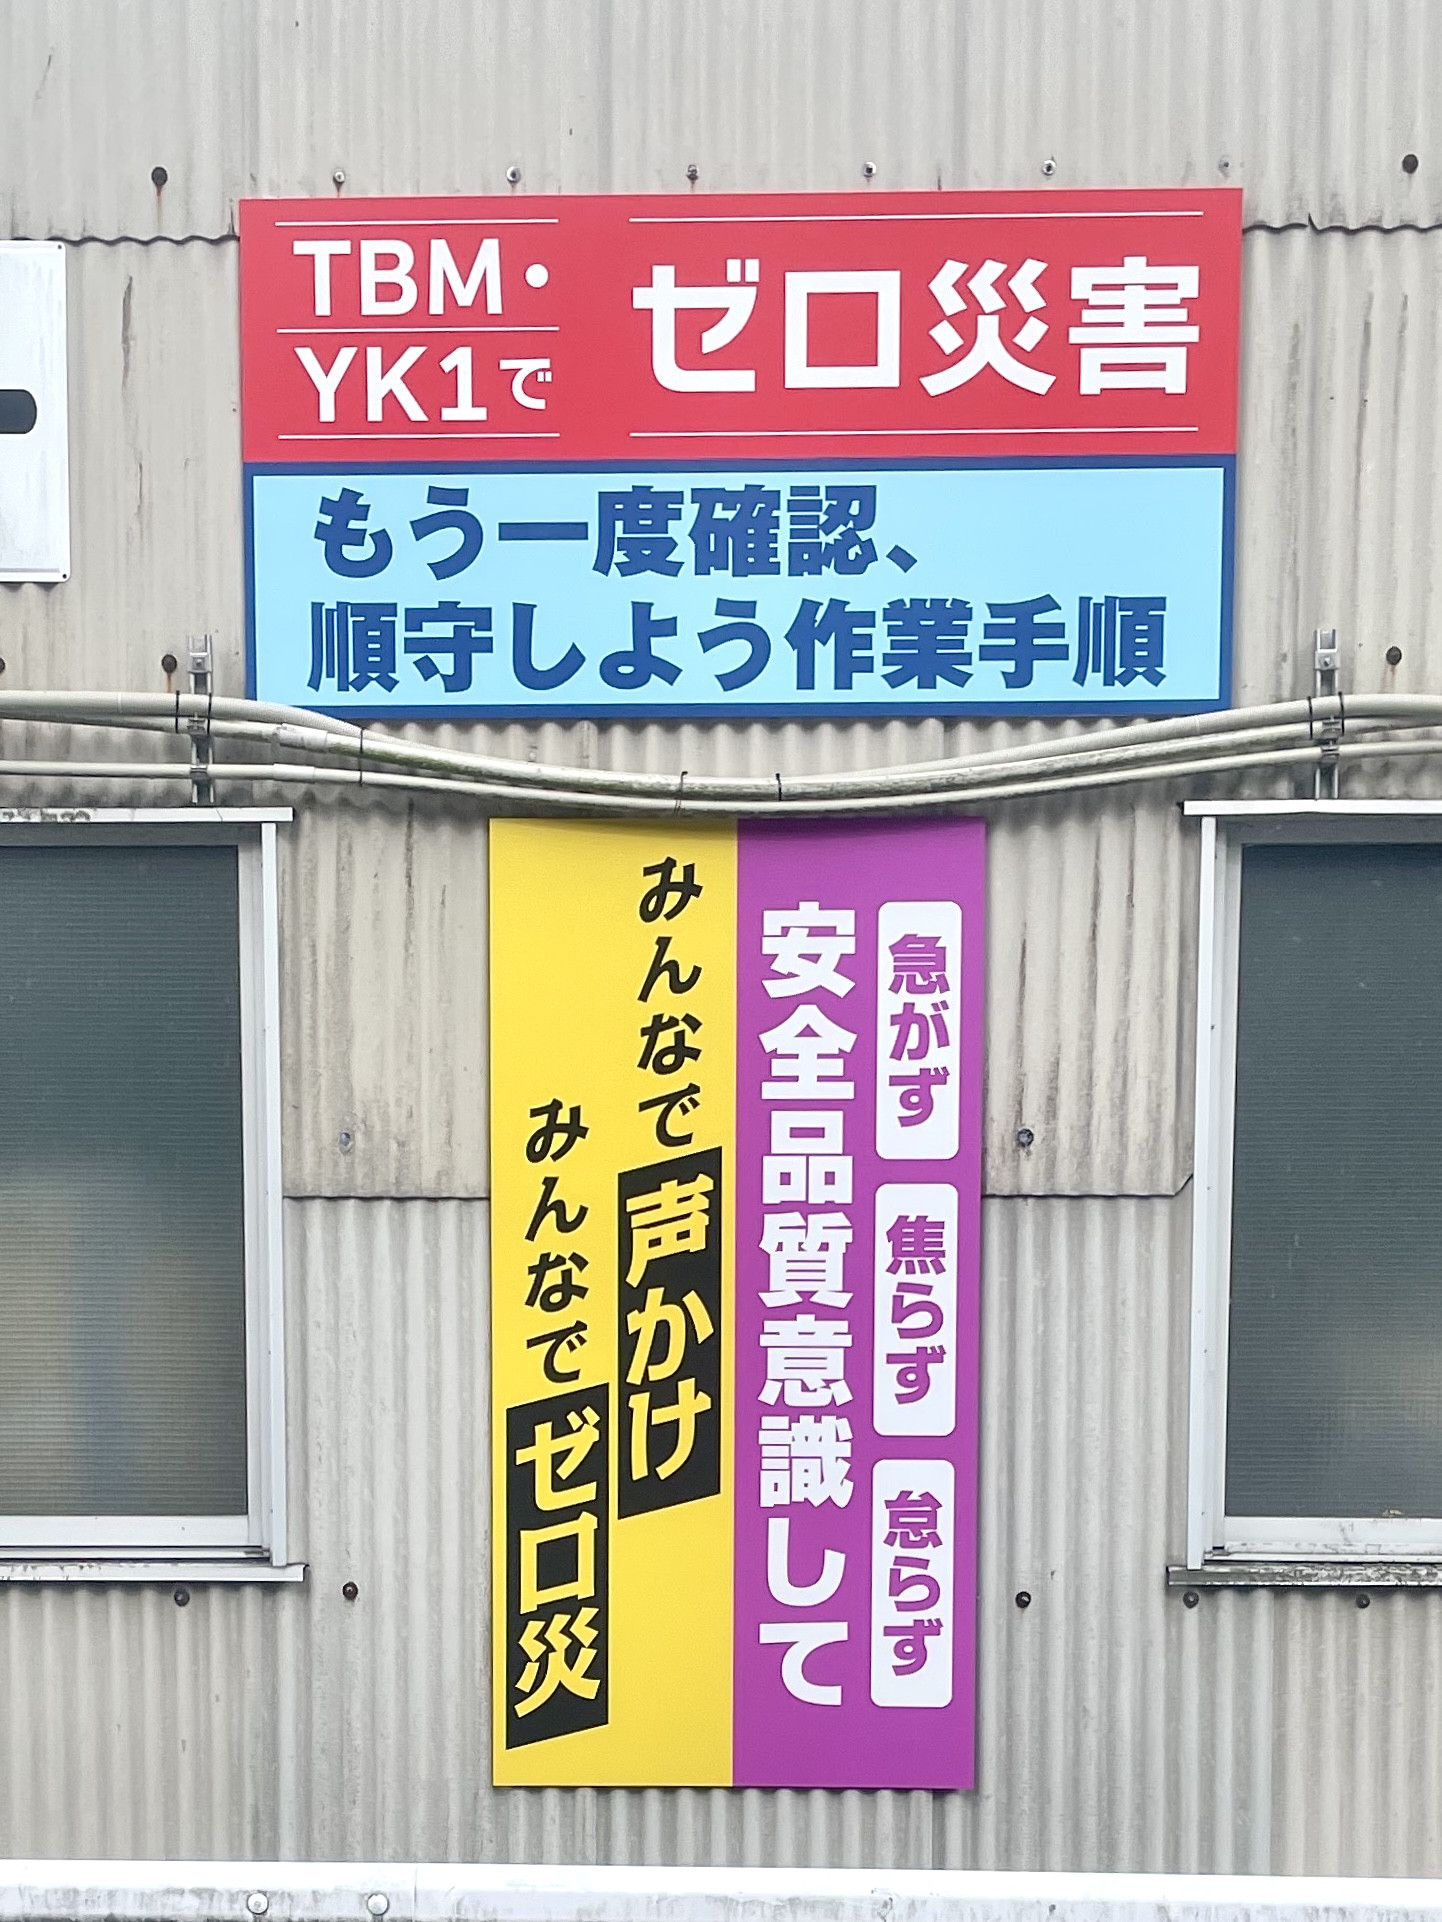 TBM・
YK1で
ゼロ災害
もう一度確認、
順守しよう作業手順
急がず 焦らず 怠らず
安全品質意識して
みんなで声かけ
みんなでゼロ災